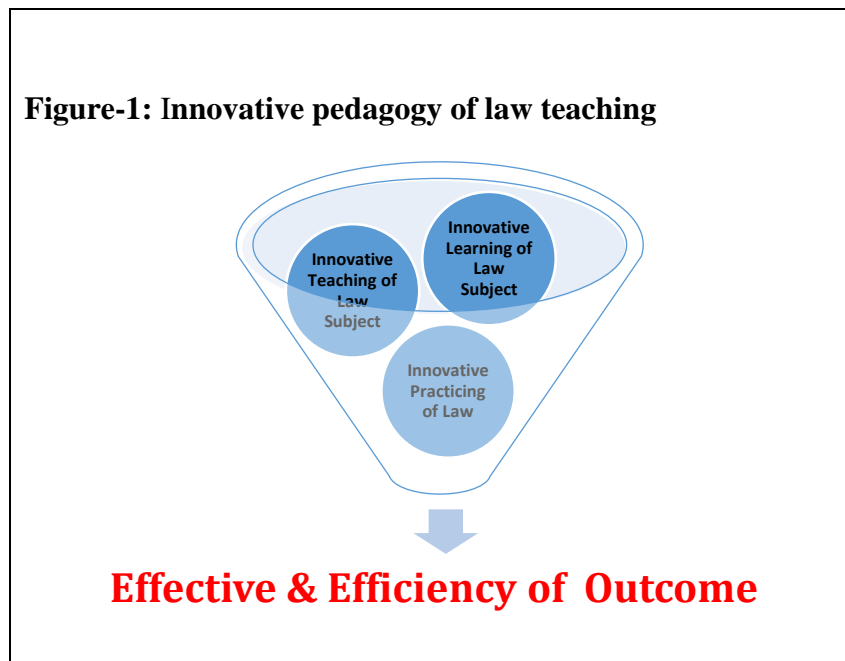 Figure-1: Innovative pedagogy of law teaching
Innovative
Teaching of
Law
Subject
Innovative
Learning of
Law
Subject
Innovative
Practicing
of Law
Effective & Efficiency of Outcome